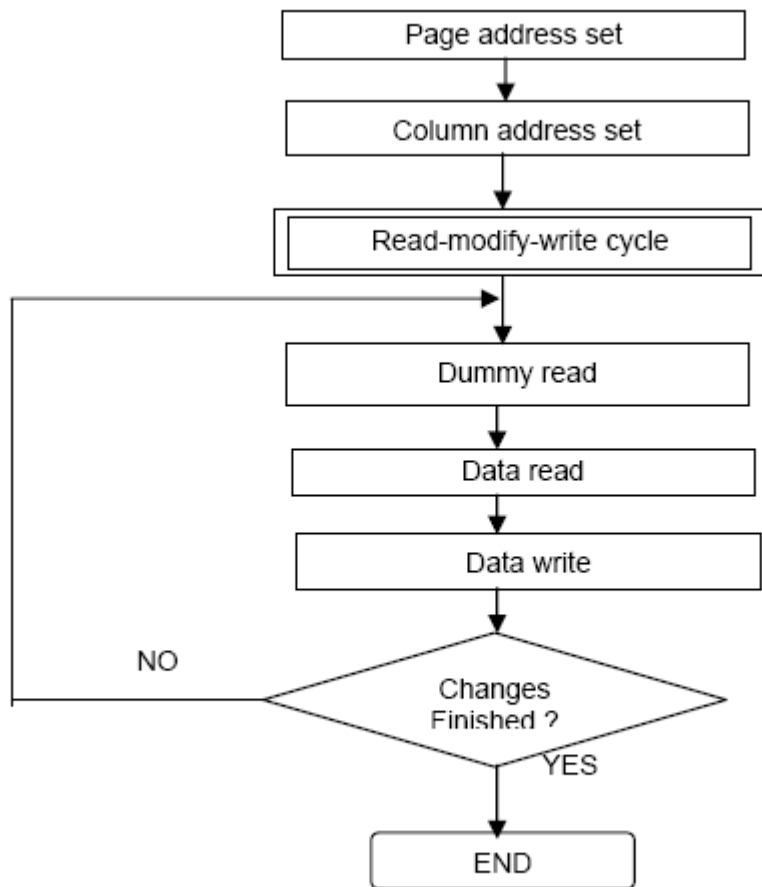 Page address set
Column address set
Read-modify-write cycle
Dummy read
Data read
Data write
NO
Changes
Finished ?
YES
END